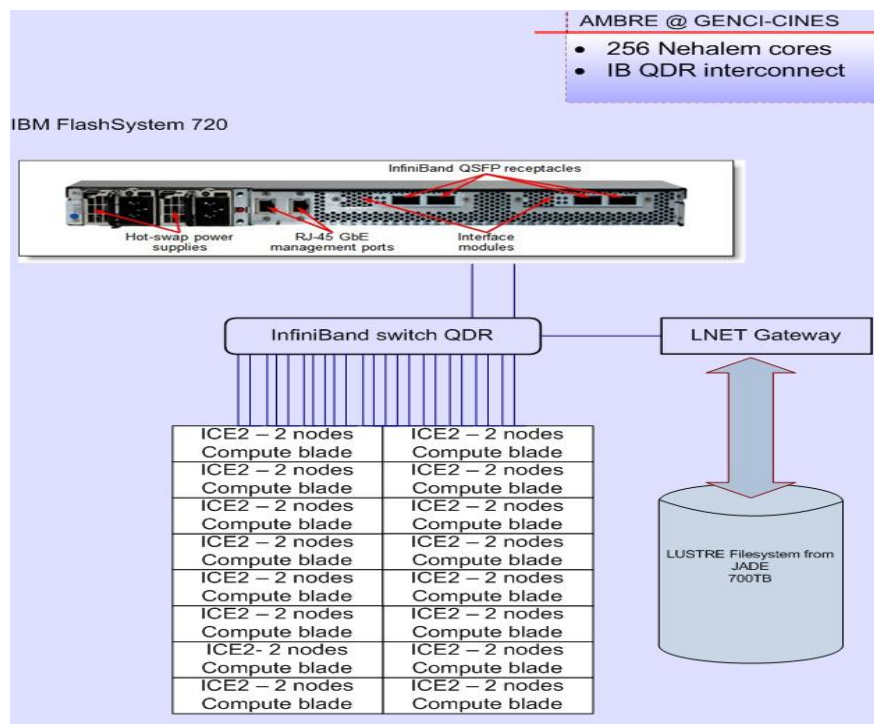 AMBRE @ GENCI-CINES
• 256 Nehalem cores
• IB QDR interconnect
IBM FlashSystem 720
InfiniBand QSFP receptacles
Hot-swap power
supplies
RJ-45 GbE
management ports
Interface
modules
InfiniBand switch QDR
LNET Gateway
ICE2 – 2 nodes
Compute blade
ICE2 – 2 nodes
Compute blade
ICE2 – 2 nodes
Compute blade
ICE2 – 2 nodes
Compute blade
ICE2 – 2 nodes
Compute blade
ICE2 – 2 nodes
Compute blade
ICE2 – 2 nodes
Compute blade
ICE2 – 2 nodes
Compute blade
ICE2 – 2 nodes
Compute blade
ICE2 – 2 nodes
Compute blade
ICE2 – 2 nodes
Compute blade
ICE2 – 2 nodes
Compute blade
ICE2- 2 nodes
Compute blade
ICE2 – 2 nodes
Compute blade
ICE2 – 2 nodes
Compute blade
ICE2 – 2 nodes
Compute blade
LUSTRE Filesystem from
JADE
700TB